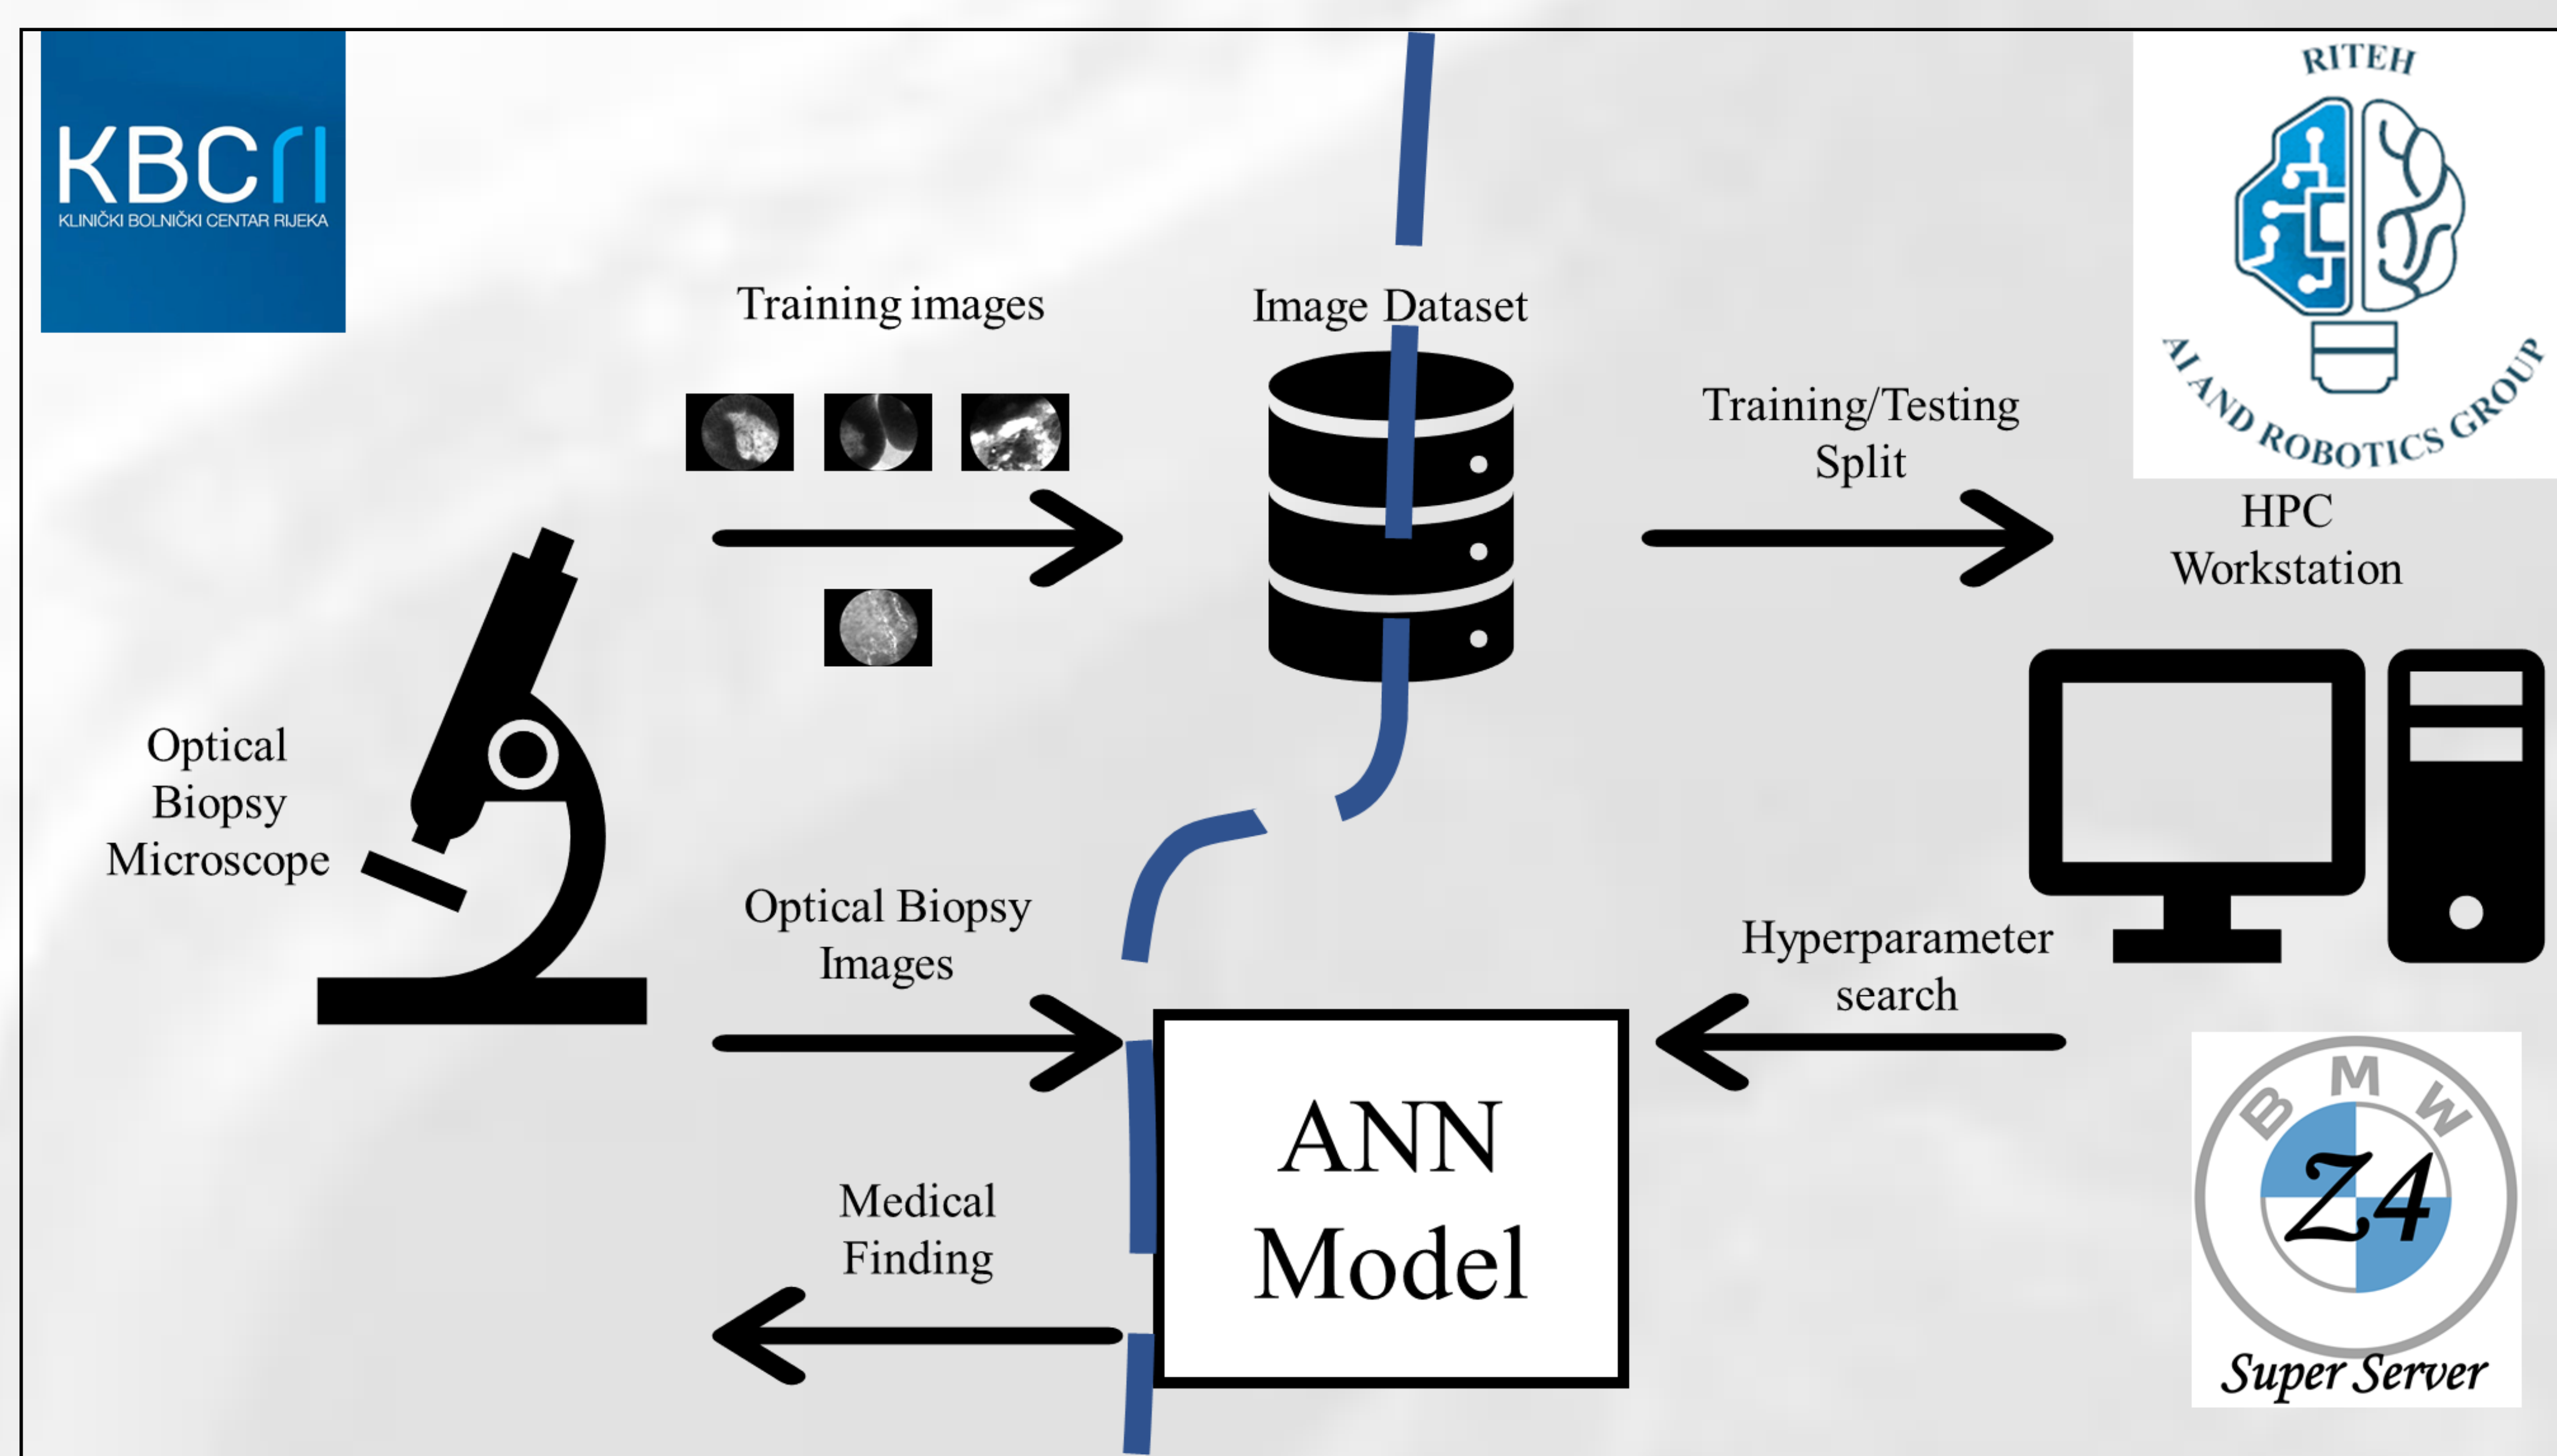 KBCri
KLINIČKI BOLNIČKI CENTAR RIJEKA
RITEH
AI AND ROBOTICS GROUP
Training images
Image Dataset
Training/Testing
Split
HPC
Workstation
Optical
Biopsy
Microscope
Optical Biopsy
Images
Hyperparameter
search
ANN
Model
Medical
Finding
BMW
Z4
Super Server